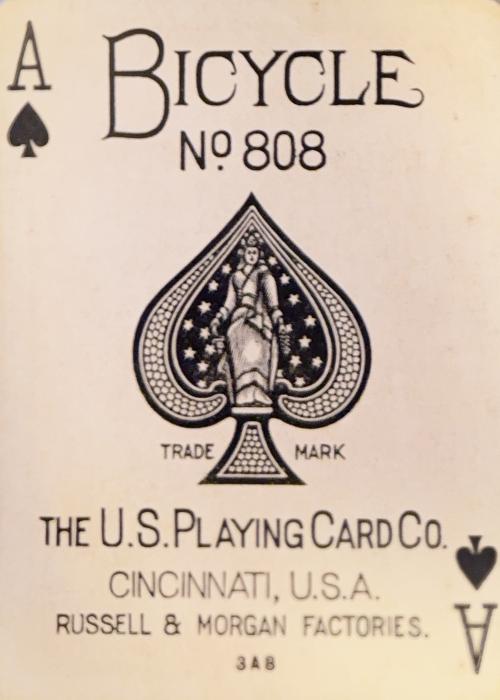 A
BICYCLE
Nº 808
TRADE MARK
THE U.S. PLAYING CARD CO.
CINCINNATI, U.S.A.
RUSSELL & MORGAN FACTORIES.
A
3AB